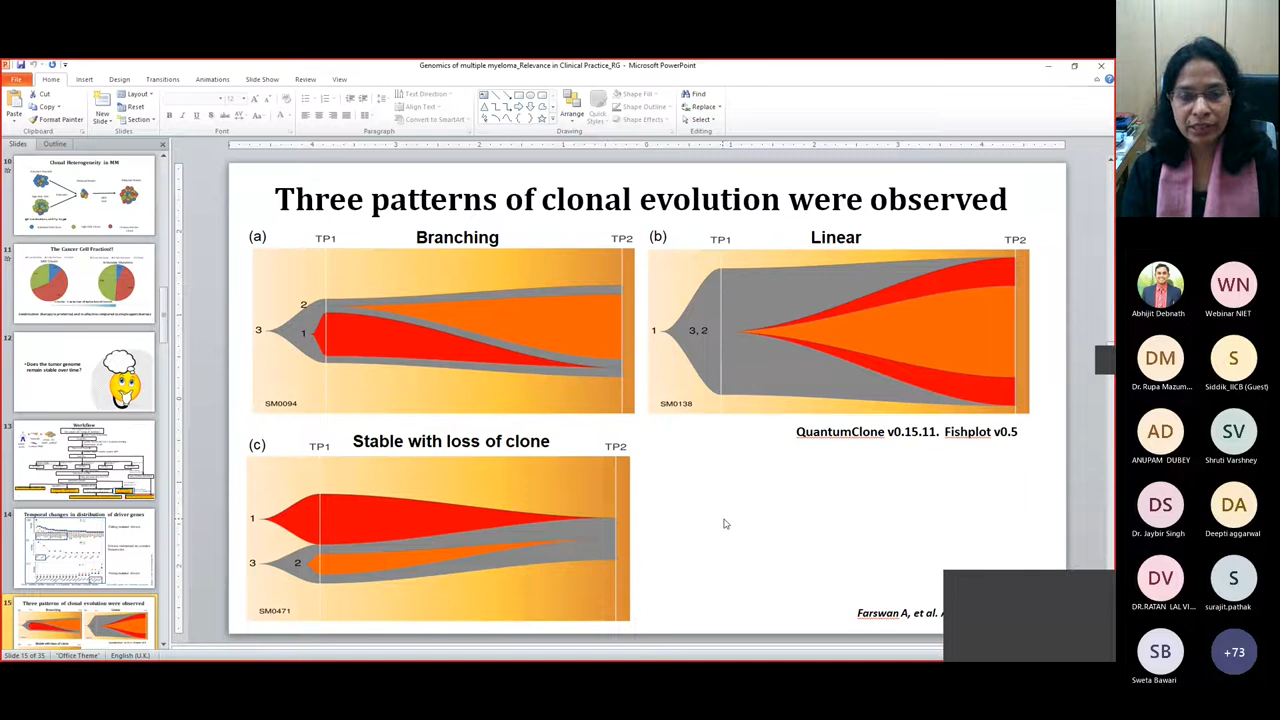 Genomics of multiple myeloma_Relevance in Clinical Practice_RG - Microsoft PowerPoint
File Home Insert Design Transitions Animations Slide Show Review View
Paste
Cut
Copy
Format Painter
Clipboard
New Slide
Layout
Reset
Section
Slides
Font
Text Direction
Align Text
Convert to SmartArt
Paragraph
Arrange
Quick Styles
Shape Fill
Shape Outline
Shape Effects
Drawing
Find
Replace
Select
Editing
Slides Outline
10
Clonal Heterogeneity in MM
11
The Cancer Cell Fraction!!
12
• Does the tumor genome remain stable over time?
13
Workflow
14
Temporal changes in distribution of driver genes
15
Three patterns of clonal evolution were observed
Branching
Stable with loss of clone
Three patterns of clonal evolution were observed
(a) TP1 Branching TP2
2
3
1
SM0094
(b) TP1 Linear TP2
1 3, 2
SM0138
QuantumClone v0.15.11. Fishplot v0.5
(c) TP1 Stable with loss of clone TP2
1
3 2
SM0471
Farswan A, et al.
Slide 15 of 35 "Office Theme" English (U.K.)
Abhijit Debnath
WN
Webinar NIET
DM
Dr. Rupa Mazum...
S
Siddik_IICB (Guest)
AD
ANUPAM DUBEY
SV
Shruti Varshney
DS
Dr. Jaybir Singh
DA
Deepti aggarwal
DV
DR.RATAN LAL VI...
S
surajit.pathak
SB
Sweta Bawari
+73